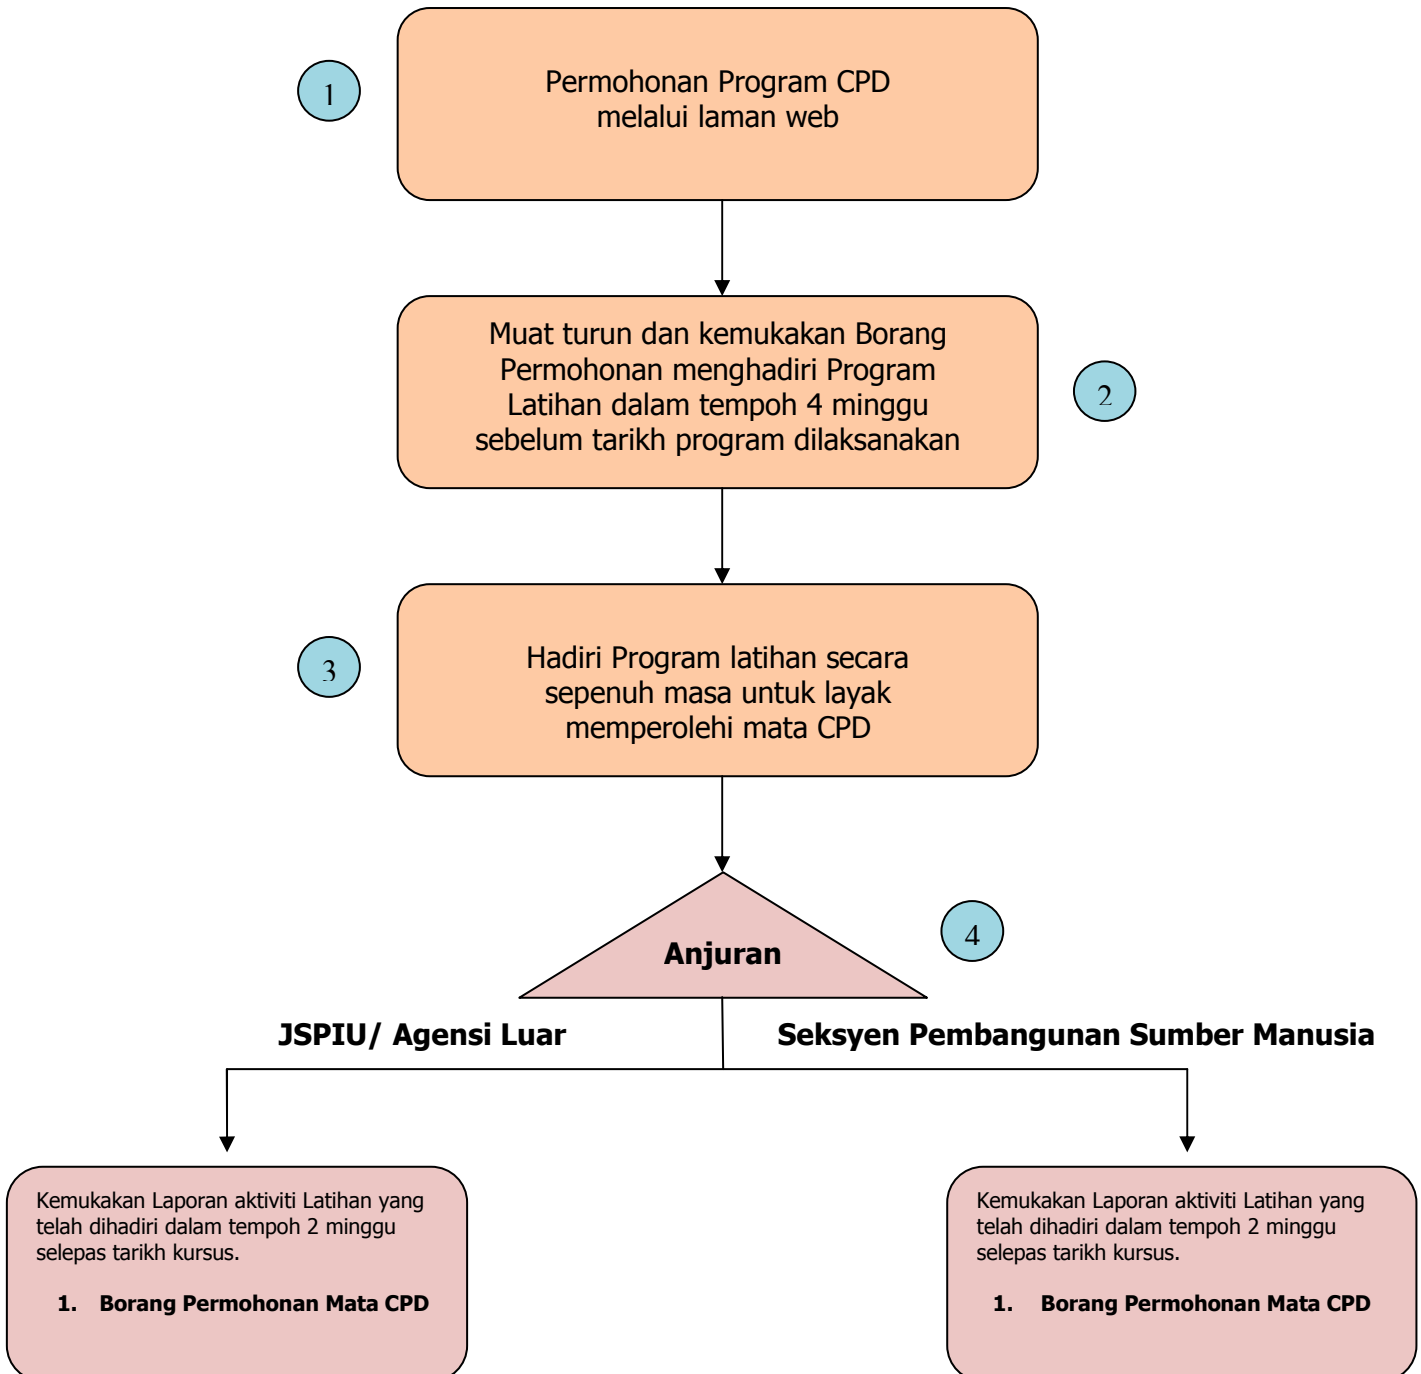 1
Permohonan Program CPD
melalui laman web
Muat turun dan kemukakan Borang
Permohonan menghadiri Program
Latihan dalam tempoh 4 minggu
sebelum tarikh program dilaksanakan
2
3
Hadiri Program latihan secara
sepenuh masa untuk layak
memperolehi mata CPD
Anjuran
4
JSPIU/ Agensi Luar
Seksyen Pembangunan Sumber Manusia
Kemukakan Laporan aktiviti Latihan yang
telah dihadiri dalam tempoh 2 minggu
selepas tarikh kursus.
1. Borang Permohonan Mata CPD
Kemukakan Laporan aktiviti Latihan yang
telah dihadiri dalam tempoh 2 minggu
selepas tarikh kursus.
1. Borang Permohonan Mata CPD